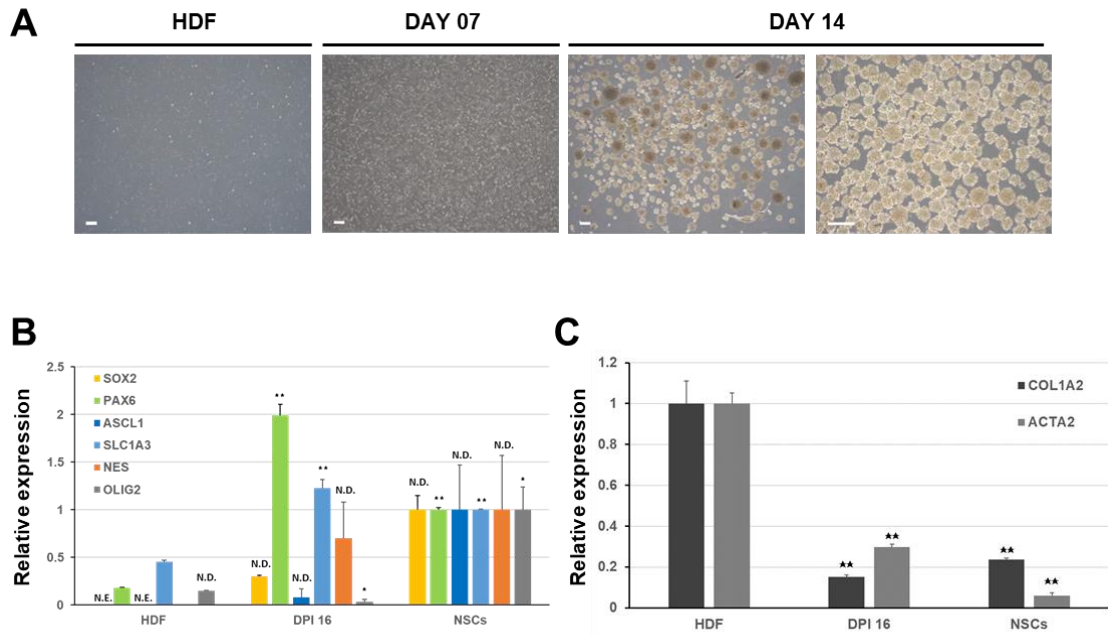 A
HDF
DAY 07
DAY 14
B
Relative expression
2.5
2
1.5
1
0.5
0
SOX2
PAX6
ASCL1
SLC1A3
NES
OLIG2
N.E.
N.E.
N.D.
N.D.
**
N.D.
**
N.D.
*
N.D.
**
N.D.
**
N.D.
*
HDF
DPI 16
NSCs
C
Relative expression
1.2
1
0.8
0.6
0.4
0.2
0
COL1A2
ACTA2
★★
★★
★★
★★
HDF
DPI 16
NSCs